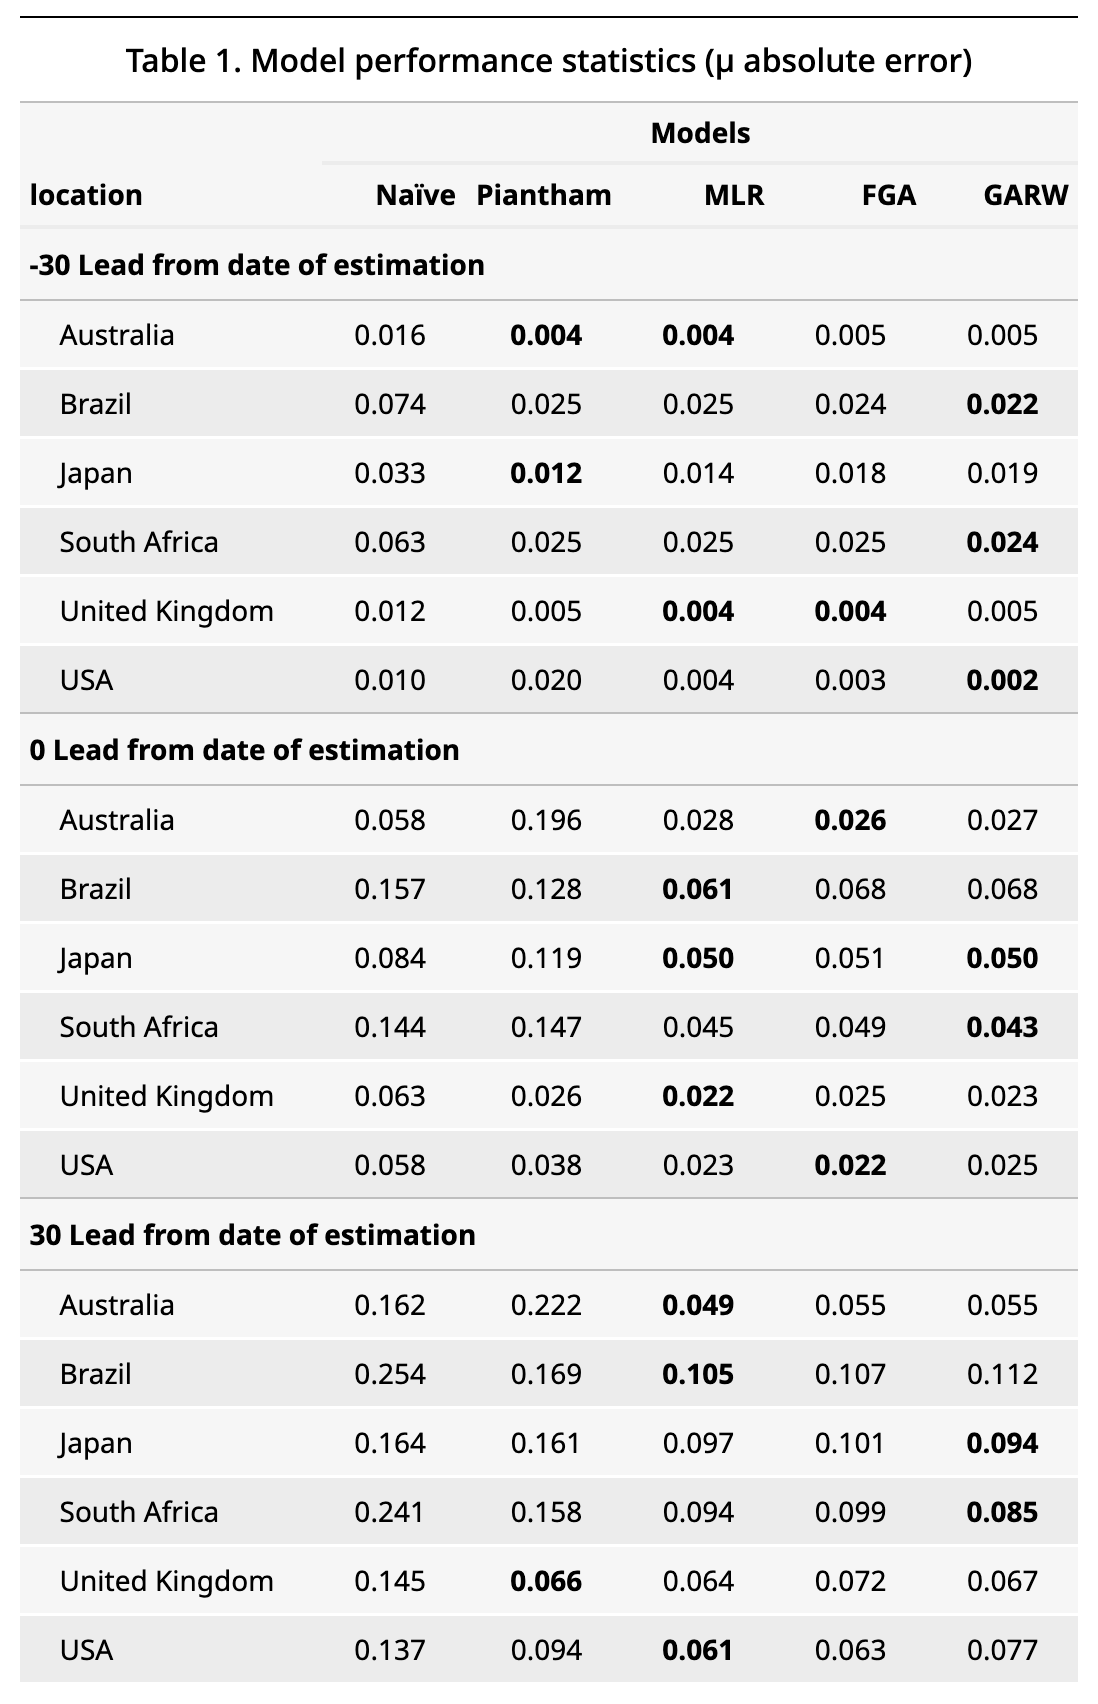 Table 1. Model performance statistics (μ absolute error)
Models
location Naïve Piantham MLR FGA GARW
-30 Lead from date of estimation
Australia 0.016 0.004 0.004 0.005 0.005
Brazil 0.074 0.025 0.025 0.024 0.022
Japan 0.033 0.012 0.014 0.018 0.019
South Africa 0.063 0.025 0.025 0.025 0.024
United Kingdom 0.012 0.005 0.004 0.004 0.005
USA 0.010 0.020 0.004 0.003 0.002
0 Lead from date of estimation
Australia 0.058 0.196 0.028 0.026 0.027
Brazil 0.157 0.128 0.061 0.068 0.068
Japan 0.084 0.119 0.050 0.051 0.050
South Africa 0.144 0.147 0.045 0.049 0.043
United Kingdom 0.063 0.026 0.022 0.025 0.023
USA 0.058 0.038 0.023 0.022 0.025
30 Lead from date of estimation
Australia 0.162 0.222 0.049 0.055 0.055
Brazil 0.254 0.169 0.105 0.107 0.112
Japan 0.164 0.161 0.097 0.101 0.094
South Africa 0.241 0.158 0.094 0.099 0.085
United Kingdom 0.145 0.066 0.064 0.072 0.067
USA 0.137 0.094 0.061 0.063 0.077